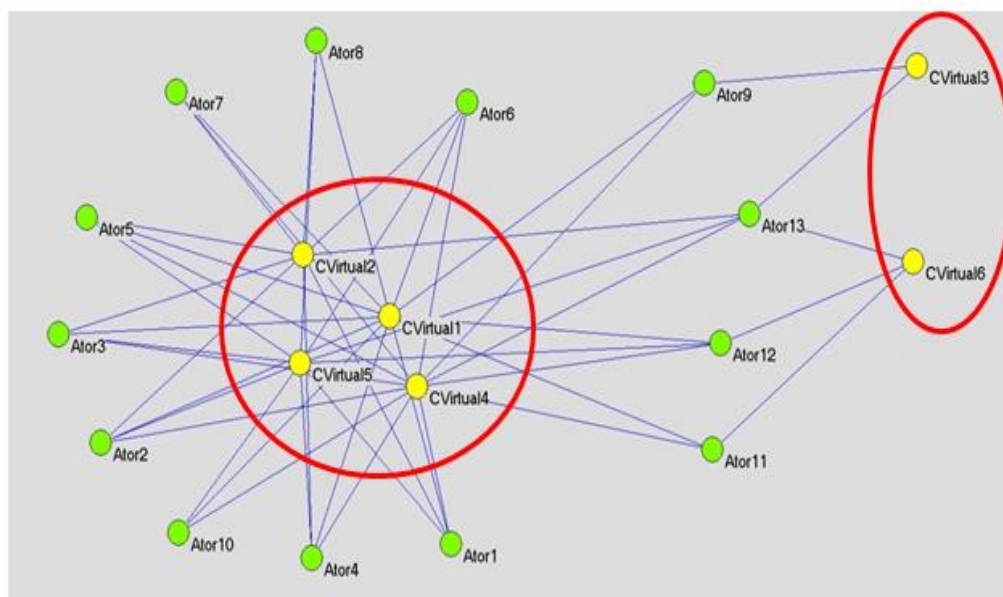 Ator8
CVirtual3
Ator9
Ator7
Ator6
Ator13
Ator5
CVirtual2
CVirtual6
CVirtual1
Ator3
Ator12
CVirtual5
CVirtual4
Ator2
Ator11
Ator10
Ator1
Ator4